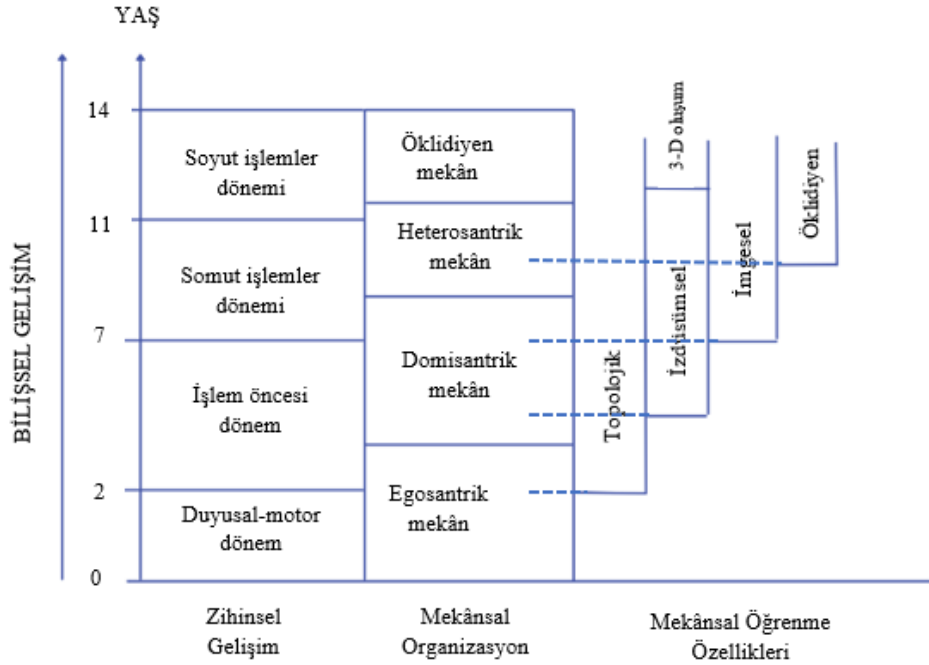 YAŞ
BİLİŞSEL GELİŞİM
14
11
7
2
0
Soyut işlemler
dönemi
Somut işlemler
dönemi
İşlem öncesi
dönem
Duyusal-motor
dönem
Öklidiyen
mekân
Heterosantrik
mekân
Domisantrik
mekân
Egosantrik
mekân
Topolojik
İzdüsümsel
3-D oluşum
İmgesel
Öklidiyen
Zihinsel
Gelişim
Mekânsal
Organizasyon
Mekânsal Öğrenme
Özellikleri